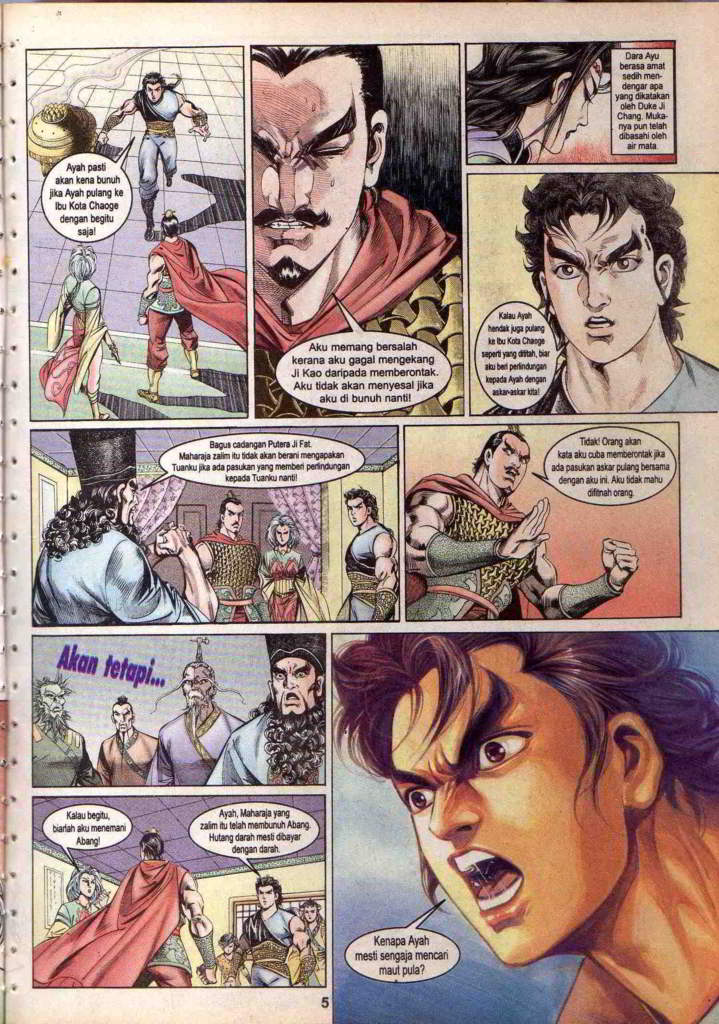 Ayah pasti
akan kena bunuh
jika Ayah pulang ke
Ibu Kota Chaoge
dengan begitu
saja!
Aku memang bersalah
kerana aku gagal mengekang
Ji Kao daripada memberontak.
Aku tidak akan menyesal jika
aku di bunuh nanti!
Dara Ayu
berasa amat
sedih men-
dengar apa
yang dikatakan
oleh Duke Ji
Chang. Muka-
nya pun telah
dibasahi oleh
air mata.
Kalau Ayah
hendak juga pulang
ke Ibu Kota Chaoge
seperti yang dititah, biar
aku beri perlindungan
kepada Ayah dengan
askar-askar kita!
Bagus cadangan Putera Ji Fat.
Maharaja zalim itu tidak akan berani mengapakan
Tuanku jika ada pasukan yang memberi perlindungan
kepada Tuanku nanti!
Tidak! Orang akan
kata aku cuba memberontak jika
ada pasukan askar pulang bersama
dengan aku ini. Aku tidak mahu
difitnah orang.
Akan tetapi...
Kalau begitu,
biarlah aku menemani
Abang!
Ayah, Maharaja yang
zalim itu telah membunuh Abang.
Hutang darah mesti dibayar
dengan darah.
Kenapa Ayah
mesti sengaja mencari
maut pula?
5